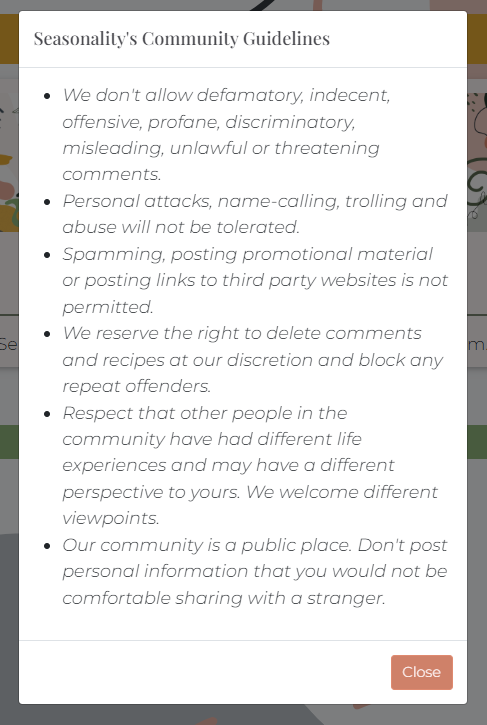 Seasonality's Community Guidelines
We don't allow defamatory, indecent,
offensive, profane, discriminatory,
misleading, unlawful or threatening
comments.
Personal attacks, name-calling, trolling and
abuse will not be tolerated.
Spamming, posting promotional material
or posting links to third party websites is not
permitted.
We reserve the right to delete comments
and recipes at our discretion and block any
repeat offenders.
Respect that other people in the
community have had different life
experiences and may have a different
perspective to yours. We welcome different
viewpoints.
Our community is a public place. Don't post
personal information that you would not be
comfortable sharing with a stranger.
Close